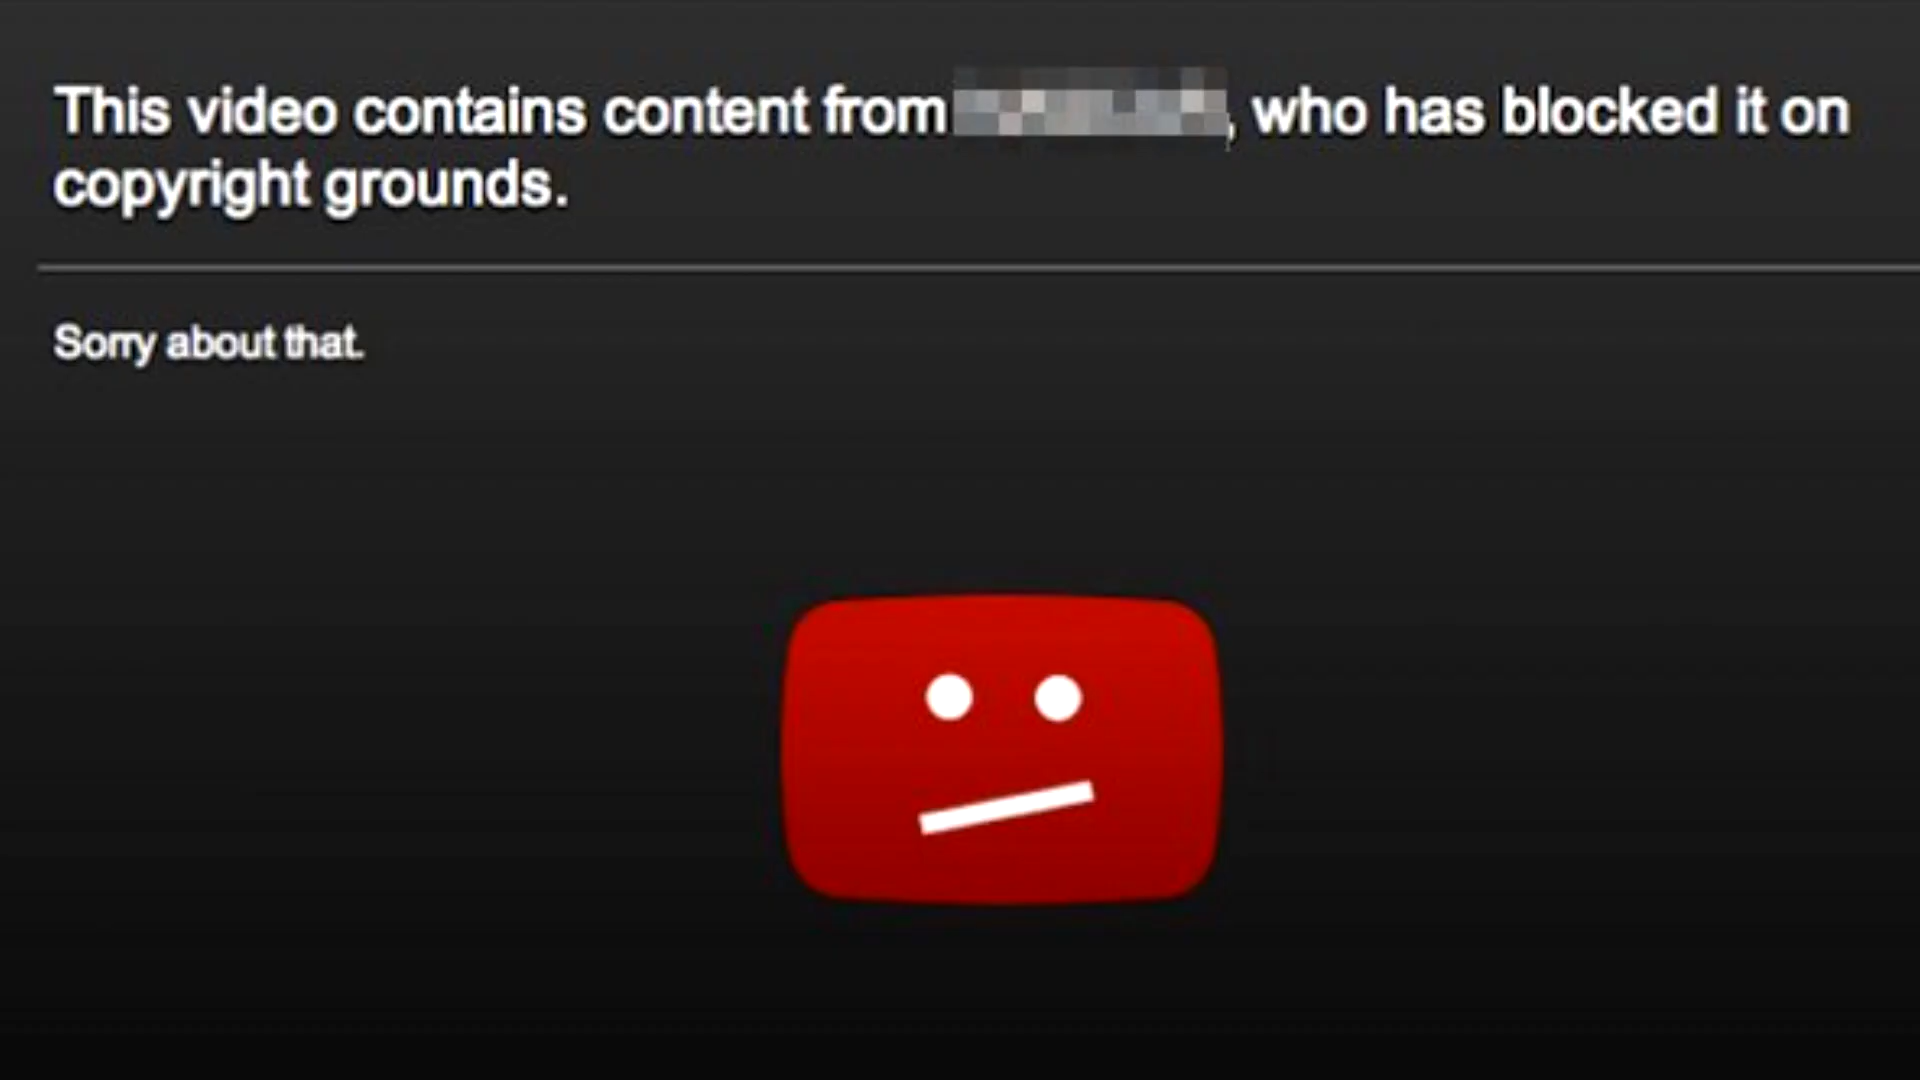 This video contains content from , who has blocked it on
copyright grounds.
Sorry about that.